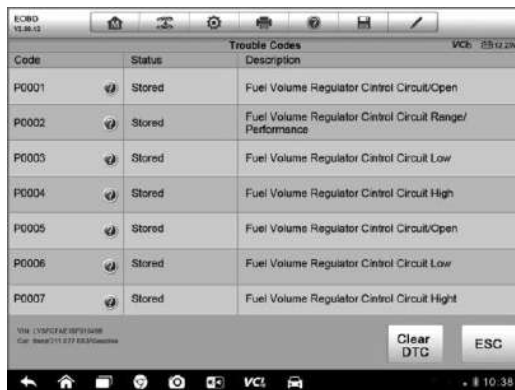 EOBD
Trouble Codes VCI
Code Status Description
P0001 Stored Fuel Volume Regulator Cintrol Circuit/Open
P0002 Stored Fuel Volume Regulator Cintrol Circuit Range/
Performance
P0003 Stored Fuel Volume Regulator Cintrol Circuit Low
P0004 Stored Fuel Volume Regulator Cintrol Circuit High
P0005 Stored Fuel Volume Regulator Cintrol Circuit/Open
P0006 Stored Fuel Volume Regulator Cintrol Circuit Low
P0007 Stored Fuel Volume Regulator Cintrol Circuit Hight
Clear
DTC
ESC
VCI
10:38